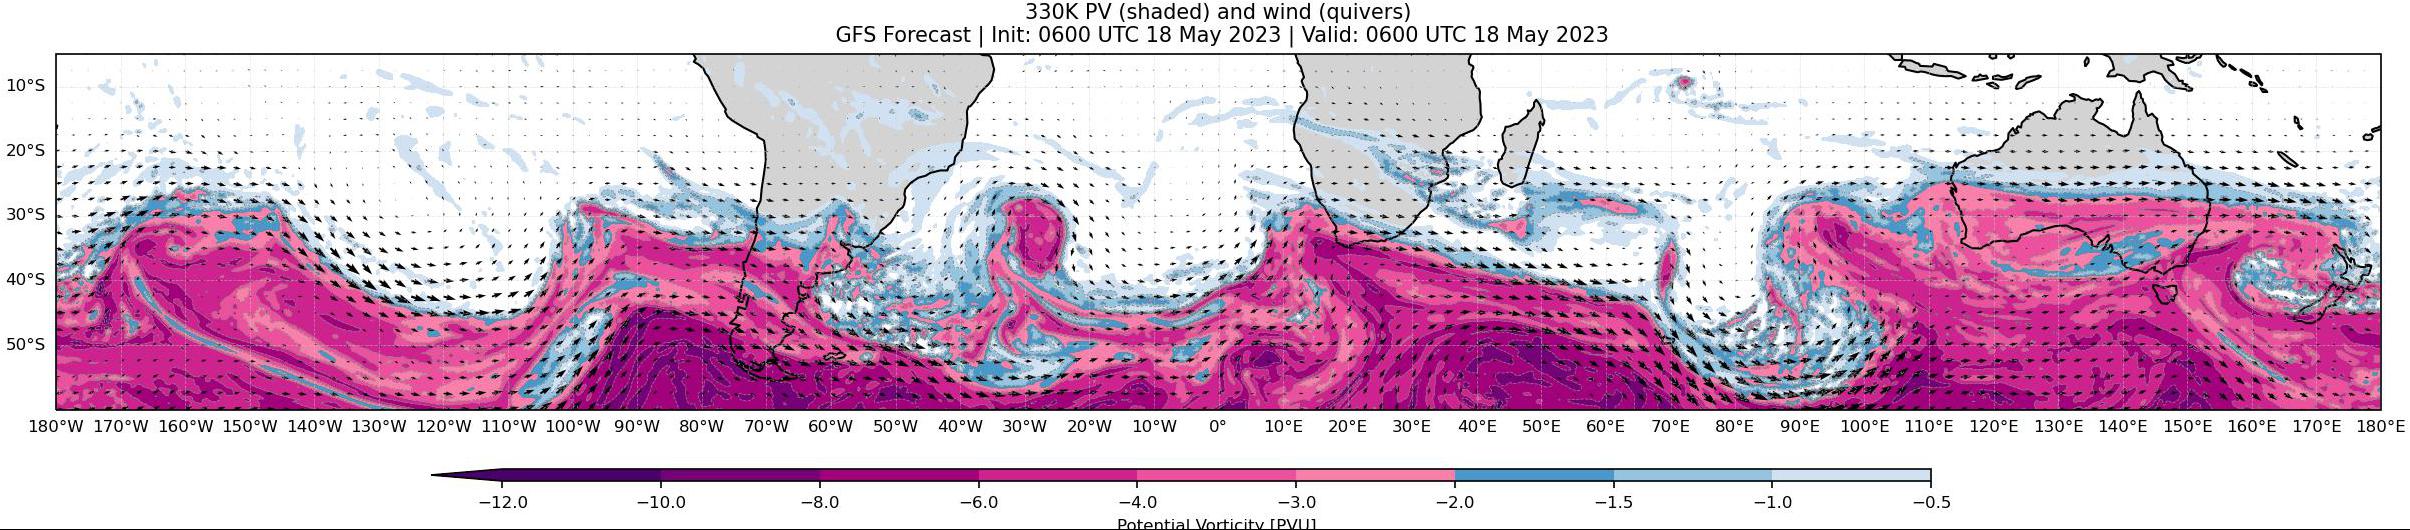 330K PV (shaded) and wind (quivers)
GFS Forecast | Init: 0600 UTC 18 May 2023 | Valid: 0600 UTC 18 May 2023
10°S
20°S
30°S
40°S
50°S
180°W 170°W 160°W 150°W 140°W 130°W 120°W 110°W 100°W 90°W 80°W 70°W 60°W 50°W 40°W 30°W 20°W 10°W 0° 10°E 20°E 30°E 40°E 50°E 60°E 70°E 80°E 90°E 100°E 110°E 120°E 130°E 140°E 150°E 160°E 170°E 180°E
−12.0 −10.0 −8.0 −6.0 −4.0 −3.0 −2.0 −1.5 −1.0 −0.5
Potential Vorticity [PVU]